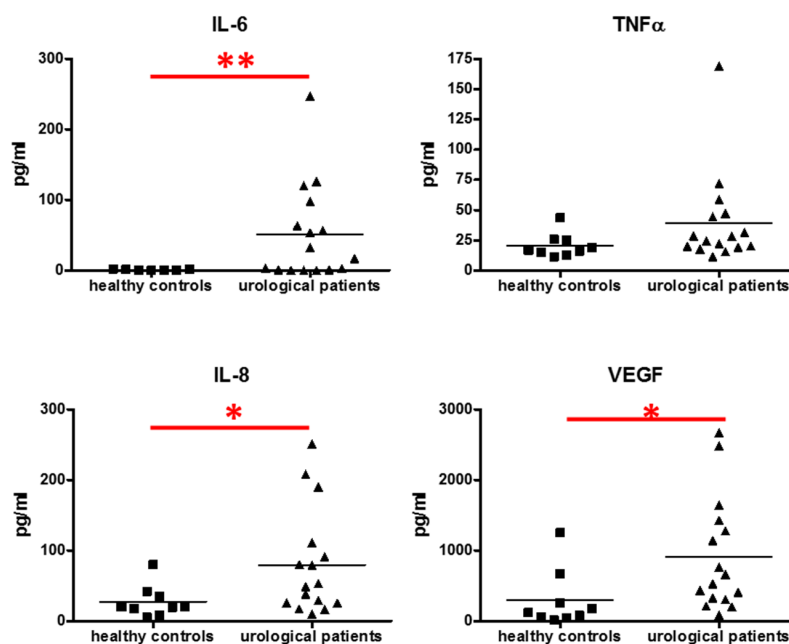 IL-6
**
300
200
100
0
pg/ml
healthy controls
urological patients
TNFα
175
150
125
100
75
50
25
0
pg/ml
healthy controls
urological patients
IL-8
*
300
200
100
0
pg/ml
healthy controls
urological patients
VEGF
*
3000
2000
1000
0
pg/ml
healthy controls
urological patients